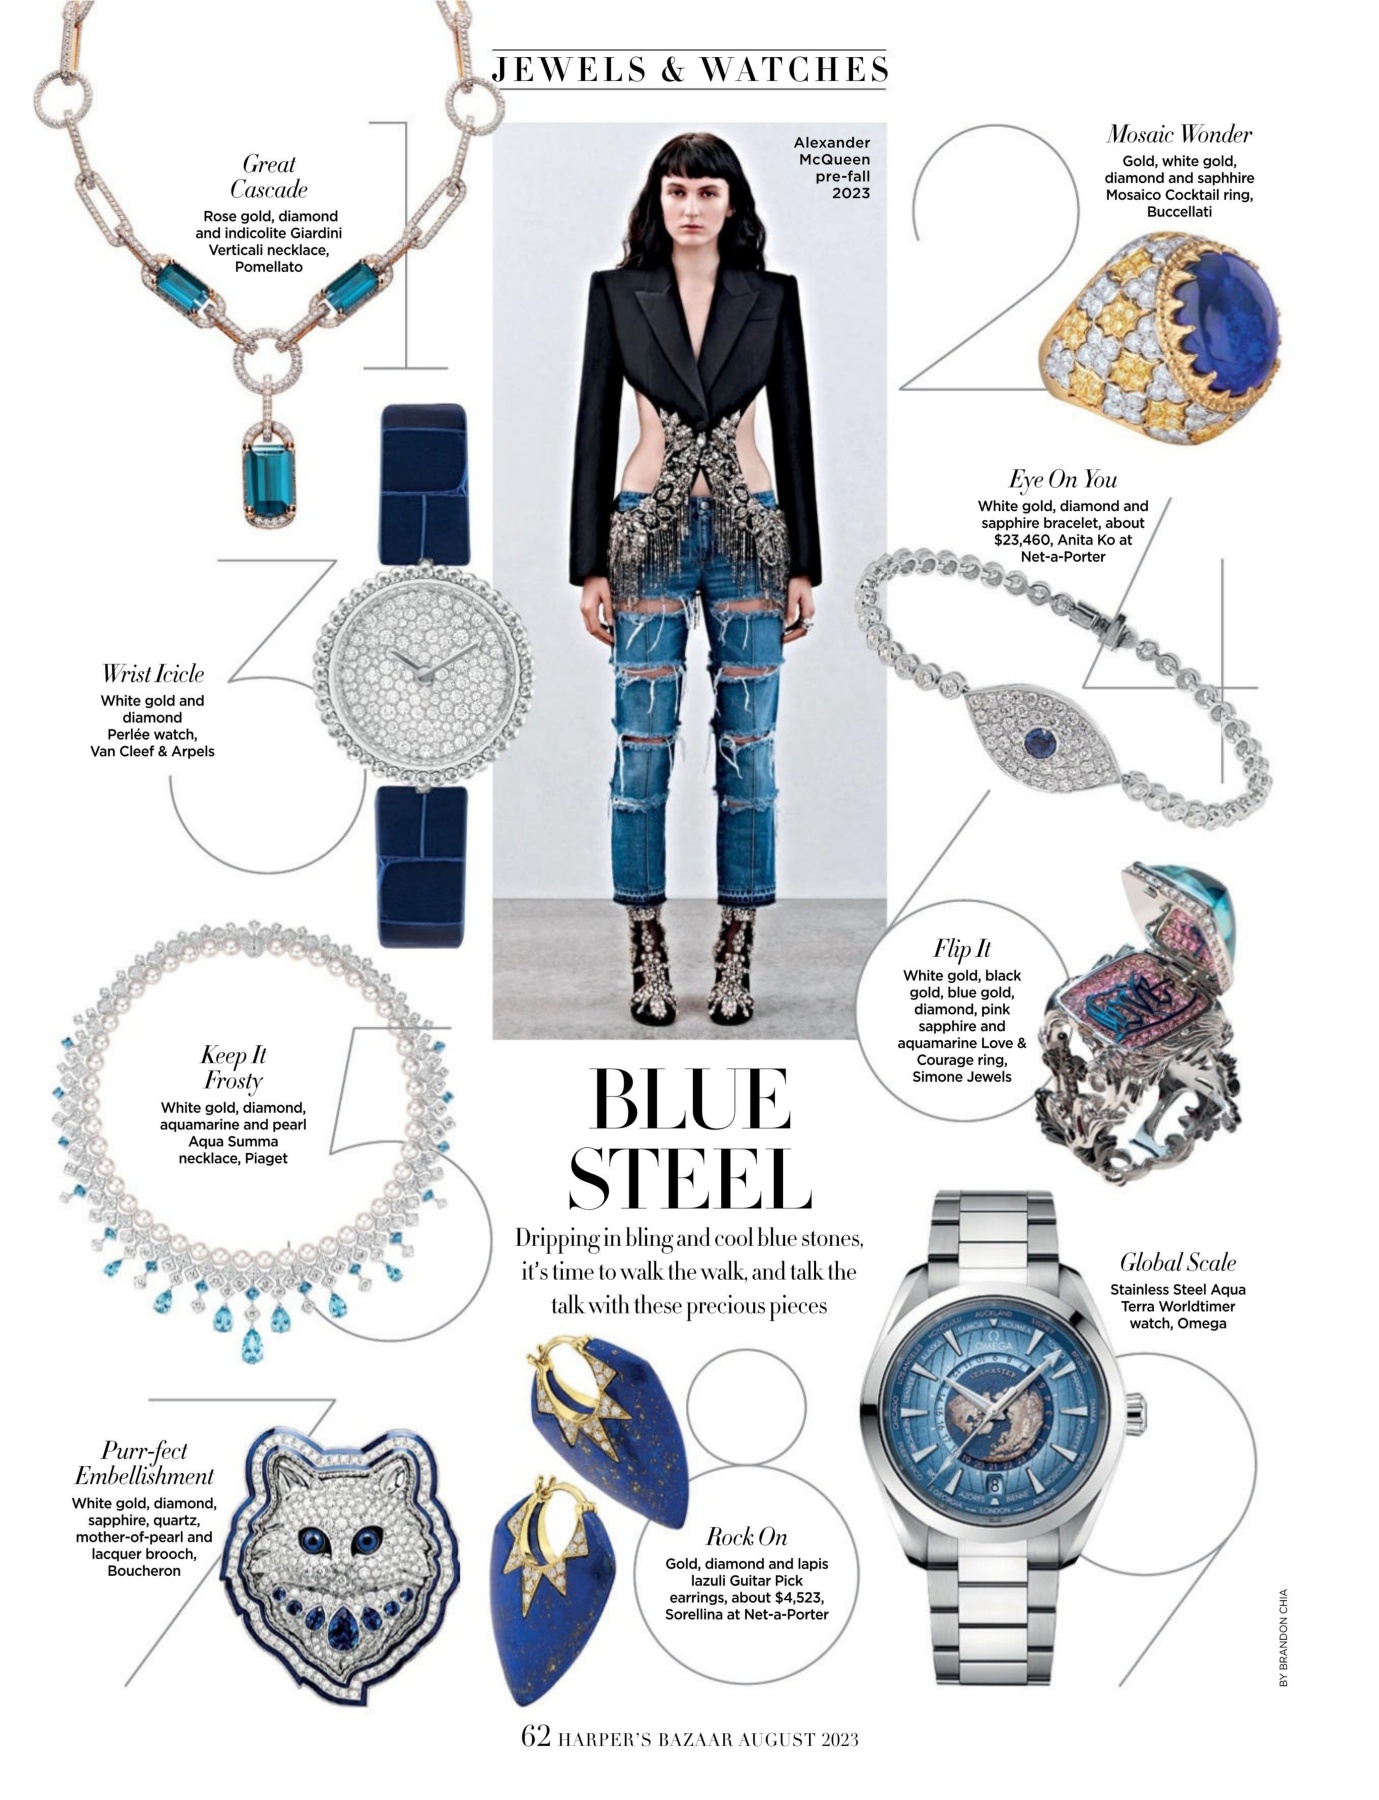 JEWELS & WATCHES
1
Great
Cascade
Rose gold, diamond
and indicolite Giardini
Verticali necklace,
Pomellato
Alexander
McQueen
pre-fall
2023
2
Mosaic Wonder
Gold, white gold,
diamond and saphhire
Mosaico Cocktail ring,
Buccellati
3
Wrist Icicle
White gold and
diamond
Perlée watch,
Van Cleef & Arpels
4
Eye On You
White gold, diamond and
sapphire bracelet, about
$23,460, Anita Ko at
Net-a-Porter
5
Keep It
Frosty
White gold, diamond,
aquamarine and pearl
Aqua Summa
necklace, Piaget
6
Flip It
White gold, black
gold, blue gold,
diamond, pink
sapphire and
aquamarine Love &
Courage ring,
Simone Jewels
LOVE
BLUE
STEEL
Dripping in bling and cool blue stones,
it's time to walk the walk, and talk the
talk with these precious pieces
7
Purr-fect
Embellishment
White gold, diamond,
sapphire, quartz,
mother-of-pearl and
lacquer brooch,
Boucheron
8
Rock On
Gold, diamond and lapis
lazuli Guitar Pick
earrings, about $4,523,
Sorellina at Net-a-Porter
9
Global Scale
Stainless Steel Aqua
Terra Worldtimer
watch, Omega
Ω
OMEGA
SEAMASTER
AUCKLAND
LONDON
8
BY BRANDON CHIA
62 HARPER'S BAZAAR AUGUST 2023